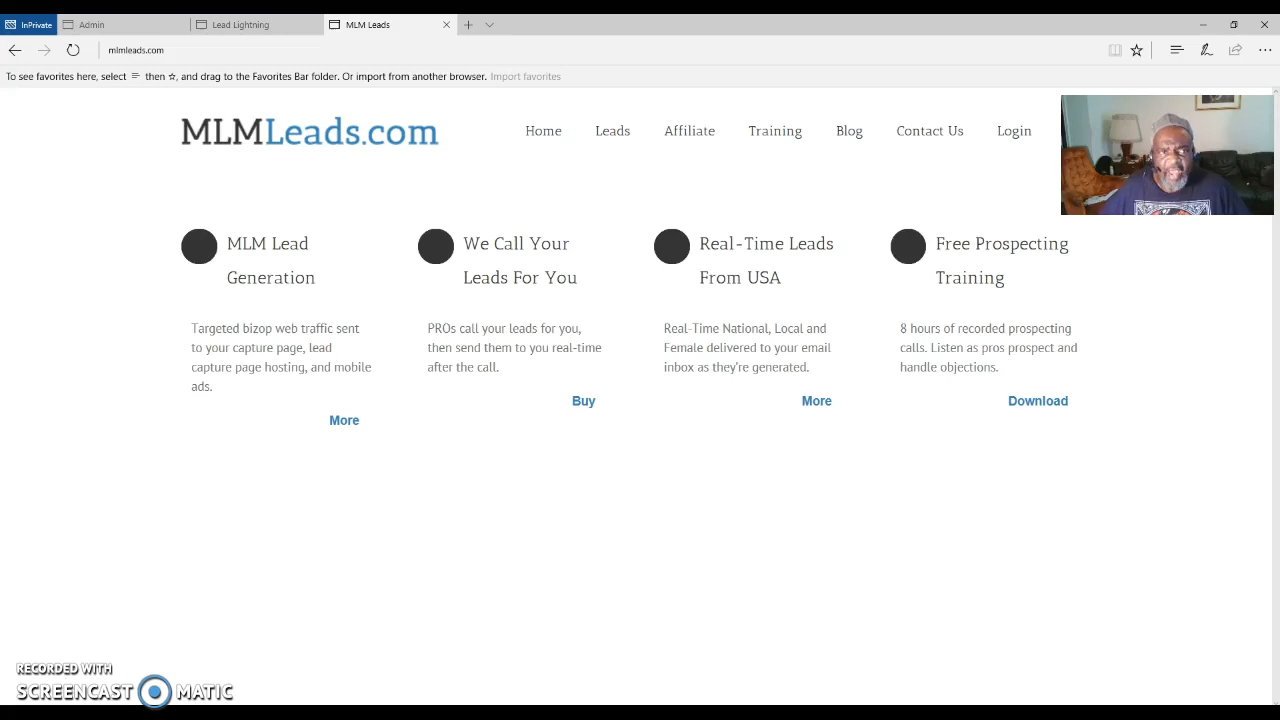 InPrivate Admin Lead Lightning MLM Leads
mlmleads.com
To see favorites here, select then ☆, and drag to the Favorites Bar folder. Or import from another browser. Import favorites
MLMLeads.com
Home Leads Affiliate Training Blog Contact Us Login
MLM Lead
Generation
Targeted bizop web traffic sent
to your capture page, lead
capture page hosting, and mobile
ads.
More
We Call Your
Leads For You
PROs call your leads for you,
then send them to you real-time
after the call.
Buy
Real-Time Leads
From USA
Real-Time National, Local and
Female delivered to your email
inbox as they're generated.
More
Free Prospecting
Training
8 hours of recorded prospecting
calls. Listen as pros prospect and
handle objections.
Download
RECORDED WITH
SCREENCAST MATIC